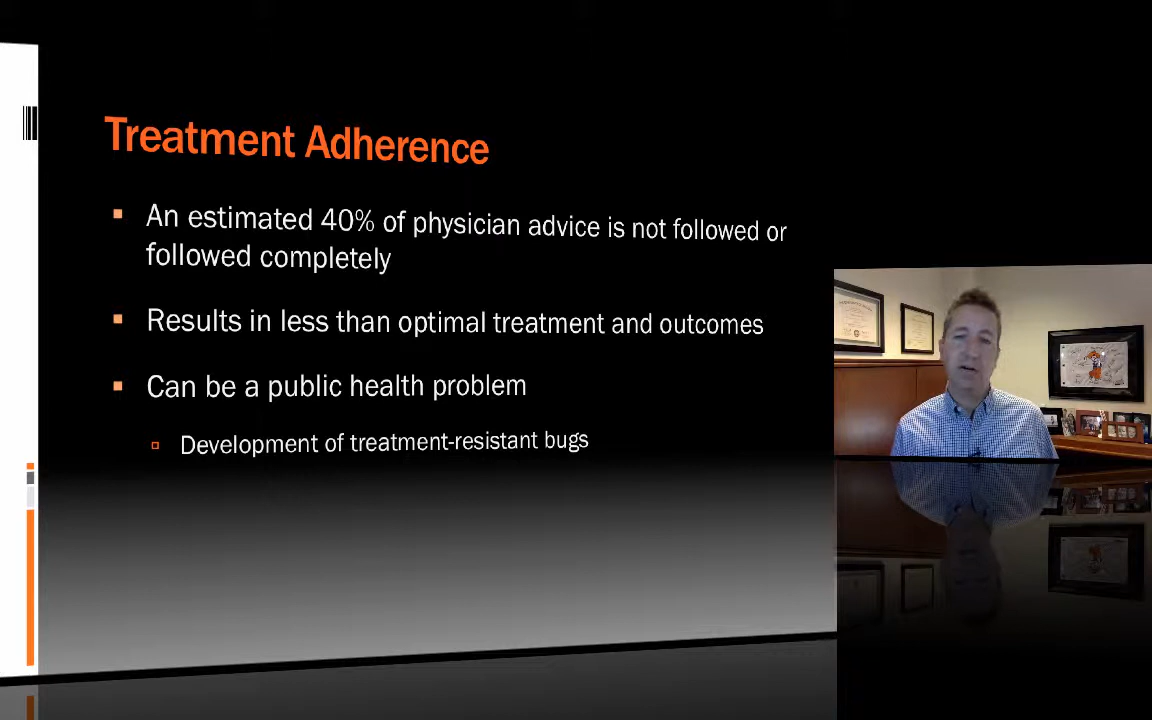 Treatment Adherence
An estimated 40% of physician advice is not followed or
followed completely
Results in less than optimal treatment and outcomes
Can be a public health problem
Development of treatment-resistant bugs